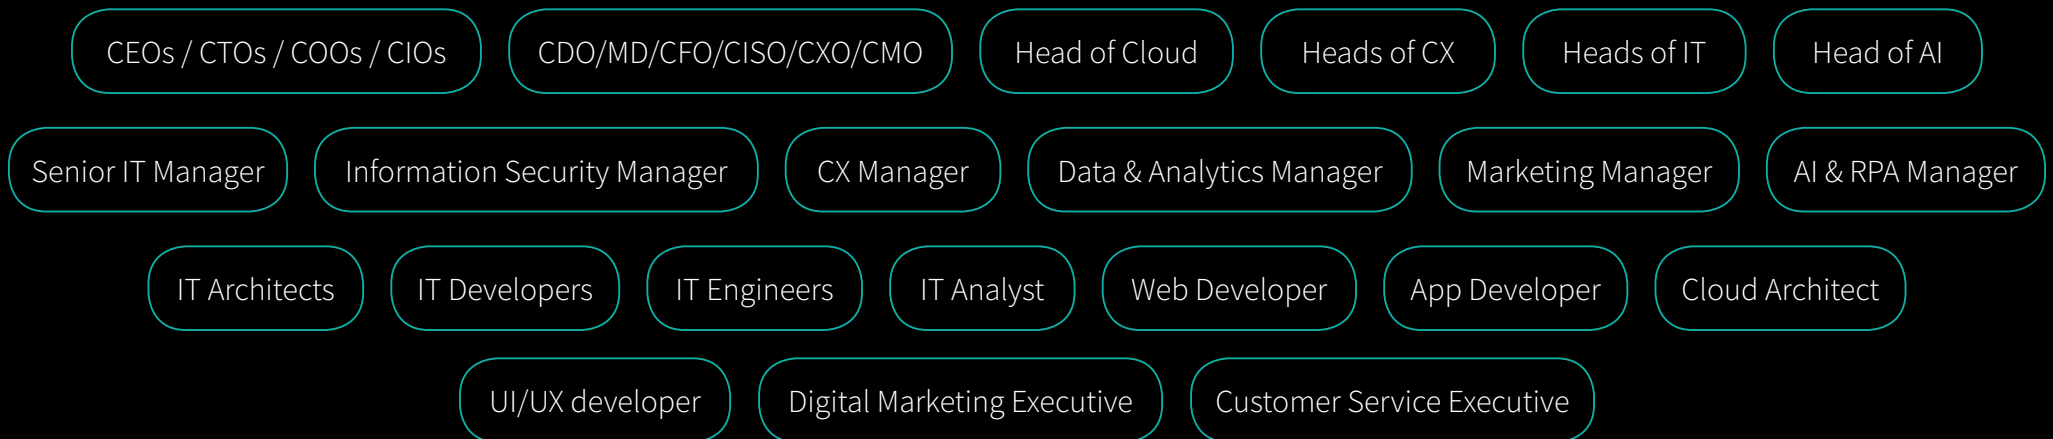 CEOs / CTOs / COOs / CIOs
CDO/MD/CFO/CISO/CXO/CMO
Head of Cloud
Heads of CX
Heads of IT
Head of AI
Senior IT Manager
Information Security Manager
CX Manager
Data & Analytics Manager
Marketing Manager
AI & RPA Manager
IT Architects
IT Developers
IT Engineers
IT Analyst
Web Developer
App Developer
Cloud Architect
UI/UX developer
Digital Marketing Executive
Customer Service Executive